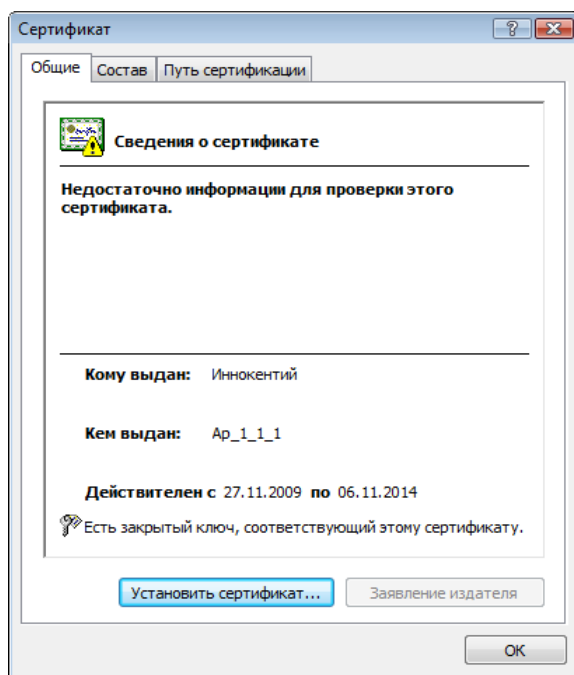 Сертификат
Общие Состав Путь сертификации
Сведения о сертификате
Недостаточно информации для проверки этого
сертификата.
Кому выдан: Иннокентий
Кем выдан: Ap_1_1_1
Действителен с 27.11.2009 по 06.11.2014
Есть закрытый ключ, соответствующий этому сертификату.
Установить сертификат... Заявление издателя
ОК